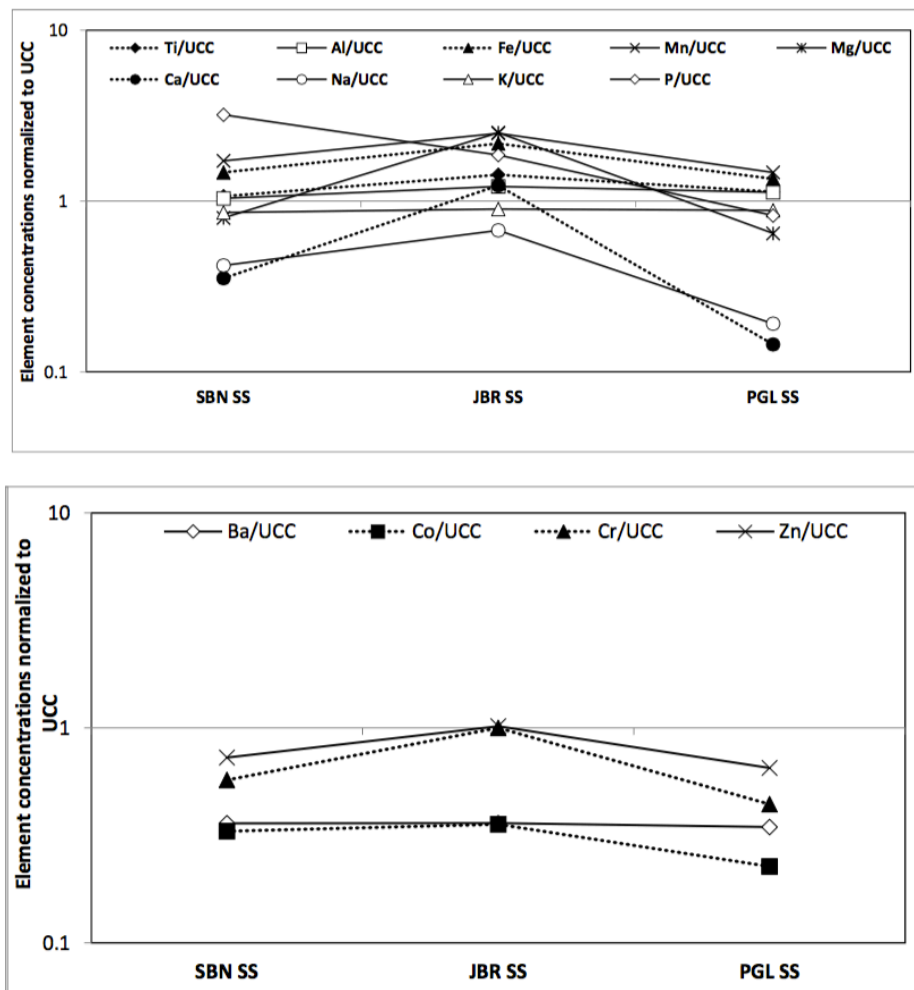 Element concentrations normalized to UCC
10
1
0.1
Ti/UCC Al/UCC Fe/UCC Mn/UCC Mg/UCC
Ca/UCC Na/UCC K/UCC P/UCC
SBN SS JBR SS PGL SS
Element concentrations normalized to
UCC
10
1
0.1
Ba/UCC Co/UCC Cr/UCC Zn/UCC
SBN SS JBR SS PGL SS